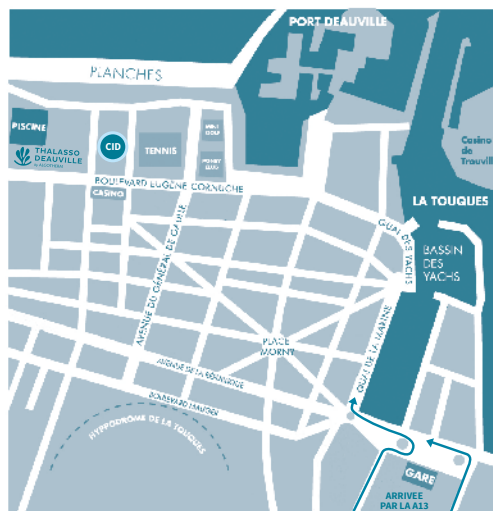 PORT DEAUVILLE
PLANCHES
PISCINE
THALASSO
DEAUVILLE
CID
TENNIS
MINI
GOLF
PONEY
CLUB
Casino
de
Trouville
BOULEVARD EUGÈNE CORNUCHE
CASINO
LA TOUQUES
QUAI DES YACHS
BASSIN
DES
YACHS
AVENUE DU GÉNÉRAL DE GAULLE
PLACE
MORNY
QUAI DE LA MARINE
AVENUE DE LA RÉPUBLIQUE
BOULEVARD MAUGER
HYPPODROME DE LA TOUQUES
GARE
ARRIVEE
PAR LA A13